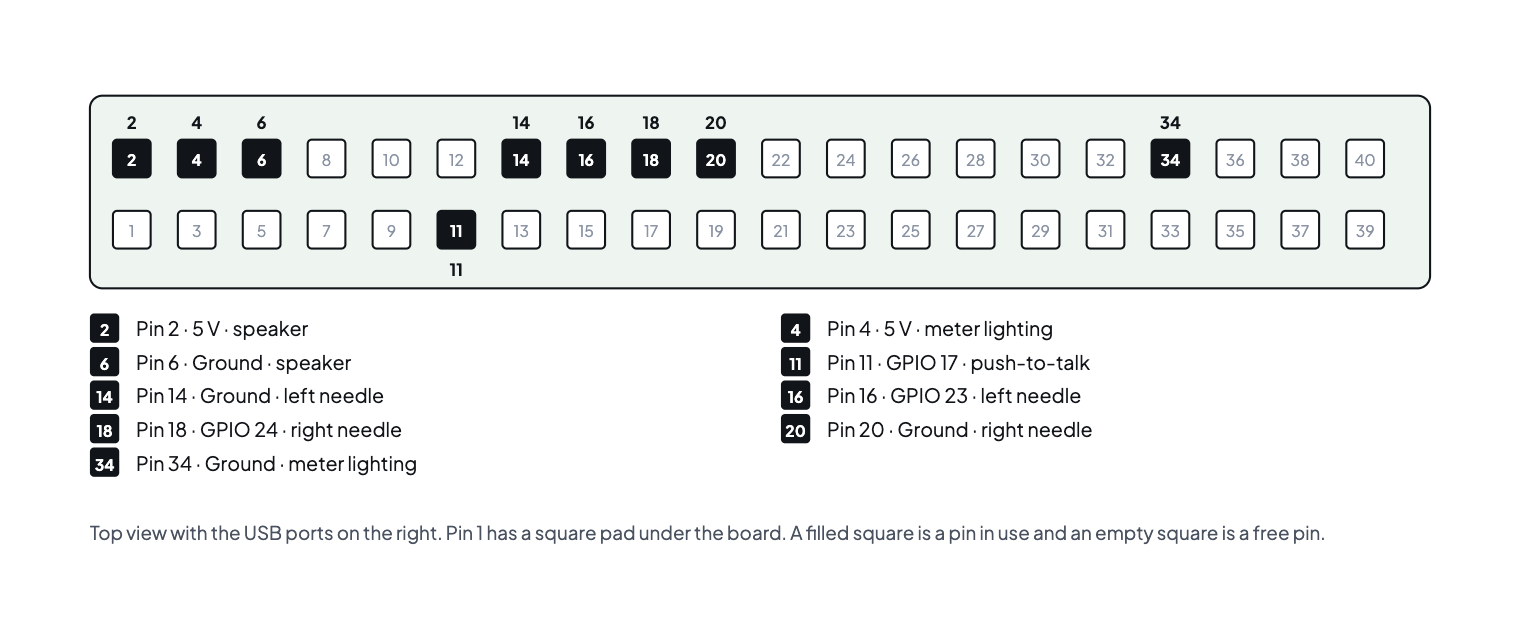 2 4 6 14 16 18 20 34
2 4 6 8 10 12 14 16 18 20 22 24 26 28 30 32 34 36 38 40
1 3 5 7 9 11 13 15 17 19 21 23 25 27 29 31 33 35 37 39
11
2 Pin 2 · 5 V · speaker
4 Pin 4 · 5 V · meter lighting
6 Pin 6 · Ground · speaker
11 Pin 11 · GPIO 17 · push-to-talk
14 Pin 14 · Ground · left needle
16 Pin 16 · GPIO 23 · left needle
18 Pin 18 · GPIO 24 · right needle
20 Pin 20 · Ground · right needle
34 Pin 34 · Ground · meter lighting
Top view with the USB ports on the right. Pin 1 has a square pad under the board. A filled square is a pin in use and an empty square is a free pin.